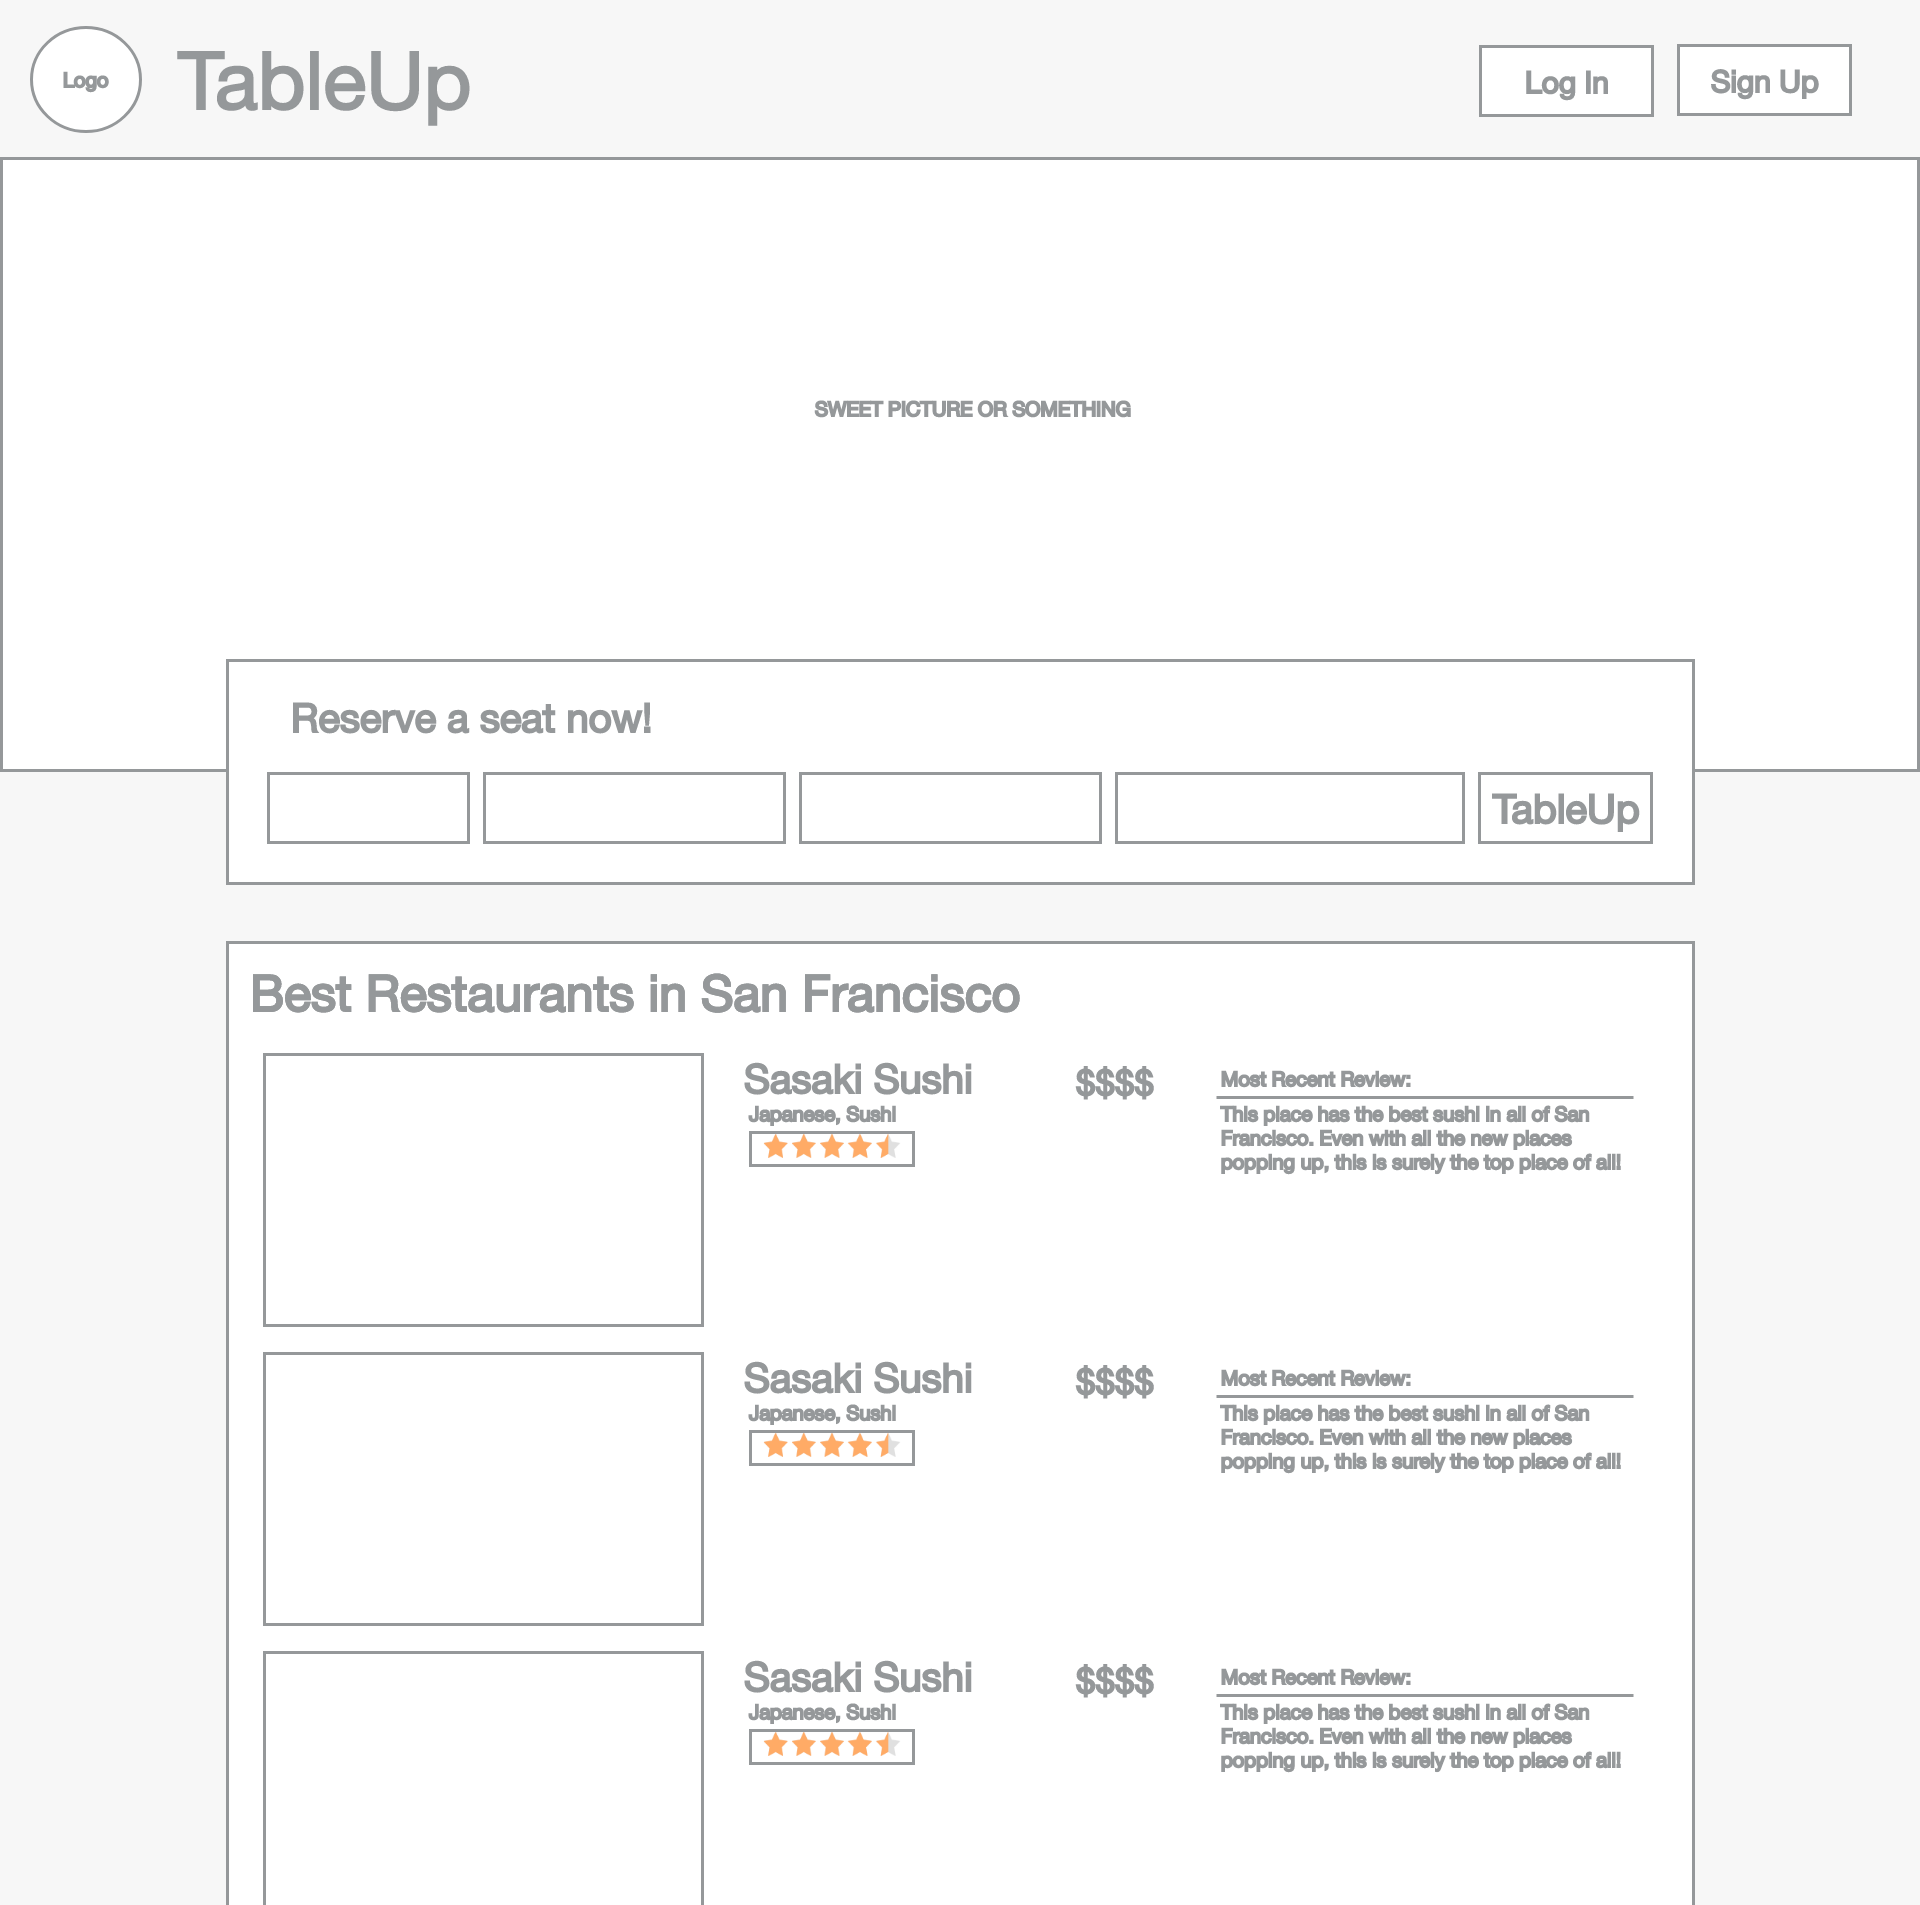 Logo
TableUp
Log In
Sign Up
SWEET PICTURE OR SOMETHING
Reserve a seat now!
TableUp
Best Restaurants in San Francisco
Sasaki Sushi
Japanese, Sushi
$$$$
Most Recent Review:
This place has the best sushi in all of San
Francisco. Even with all the new places
popping up, this is surely the top place of all!
Sasaki Sushi
Japanese, Sushi
$$$$
Most Recent Review:
This place has the best sushi in all of San
Francisco. Even with all the new places
popping up, this is surely the top place of all!
Sasaki Sushi
Japanese, Sushi
$$$$
Most Recent Review:
This place has the best sushi in all of San
Francisco. Even with all the new places
popping up, this is surely the top place of all!